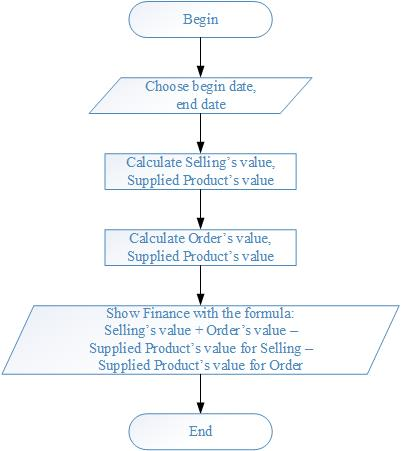 Begin
Choose begin date,
end date
Calculate Selling's value,
Supplied Product's value
Calculate Order's value,
Supplied Product's value
Show Finance with the formula:
Selling's value + Order's value –
Supplied Product's value for Selling –
Supplied Product's value for Order
End